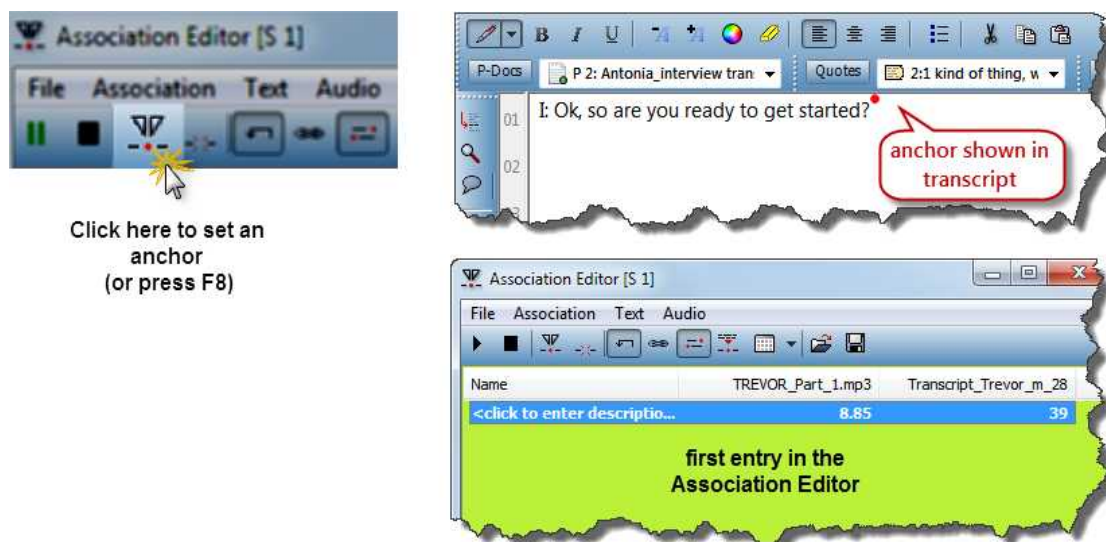 Association Editor [S 1]
File Association Text Audio
Click here to set an
anchor
(or press F8)
B I U A A
P-Docs P 2: Antonia_interview tran: Quotes 2:1 kind of thing, w
01 I: Ok, so are you ready to get started?
02
anchor shown in
transcript
Association Editor [S 1]
File Association Text Audio
Name TREVOR_Part_1.mp3 Transcript_Trevor_m_28
<click to enter descriptio... 8.85 39
first entry in the
Association Editor